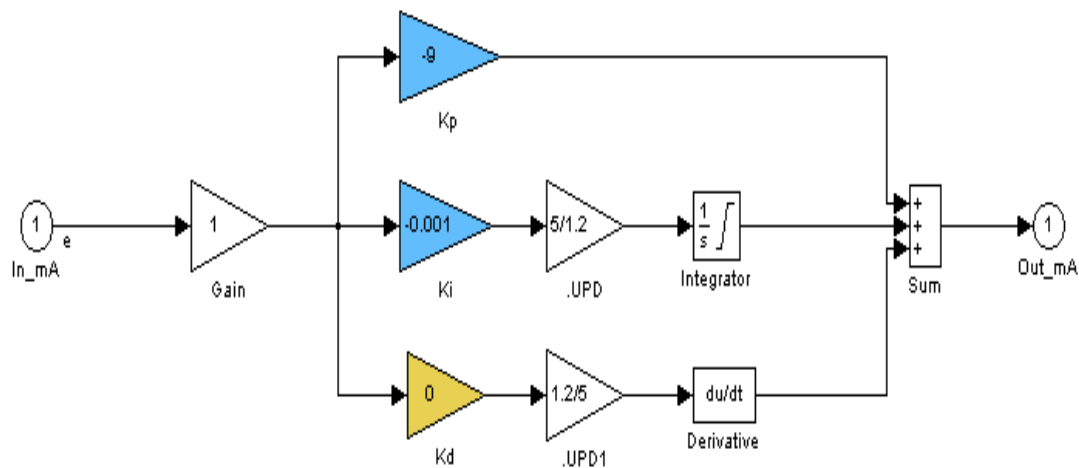 -9
Kp
1
In_mA
e
1
Gain
-0.001
Ki
5/1.2
.UPD
1
s
Integrator
+
+
+
Sum
1
Out_mA
0
Kd
1.2/5
.UPD1
du/dt
Derivative